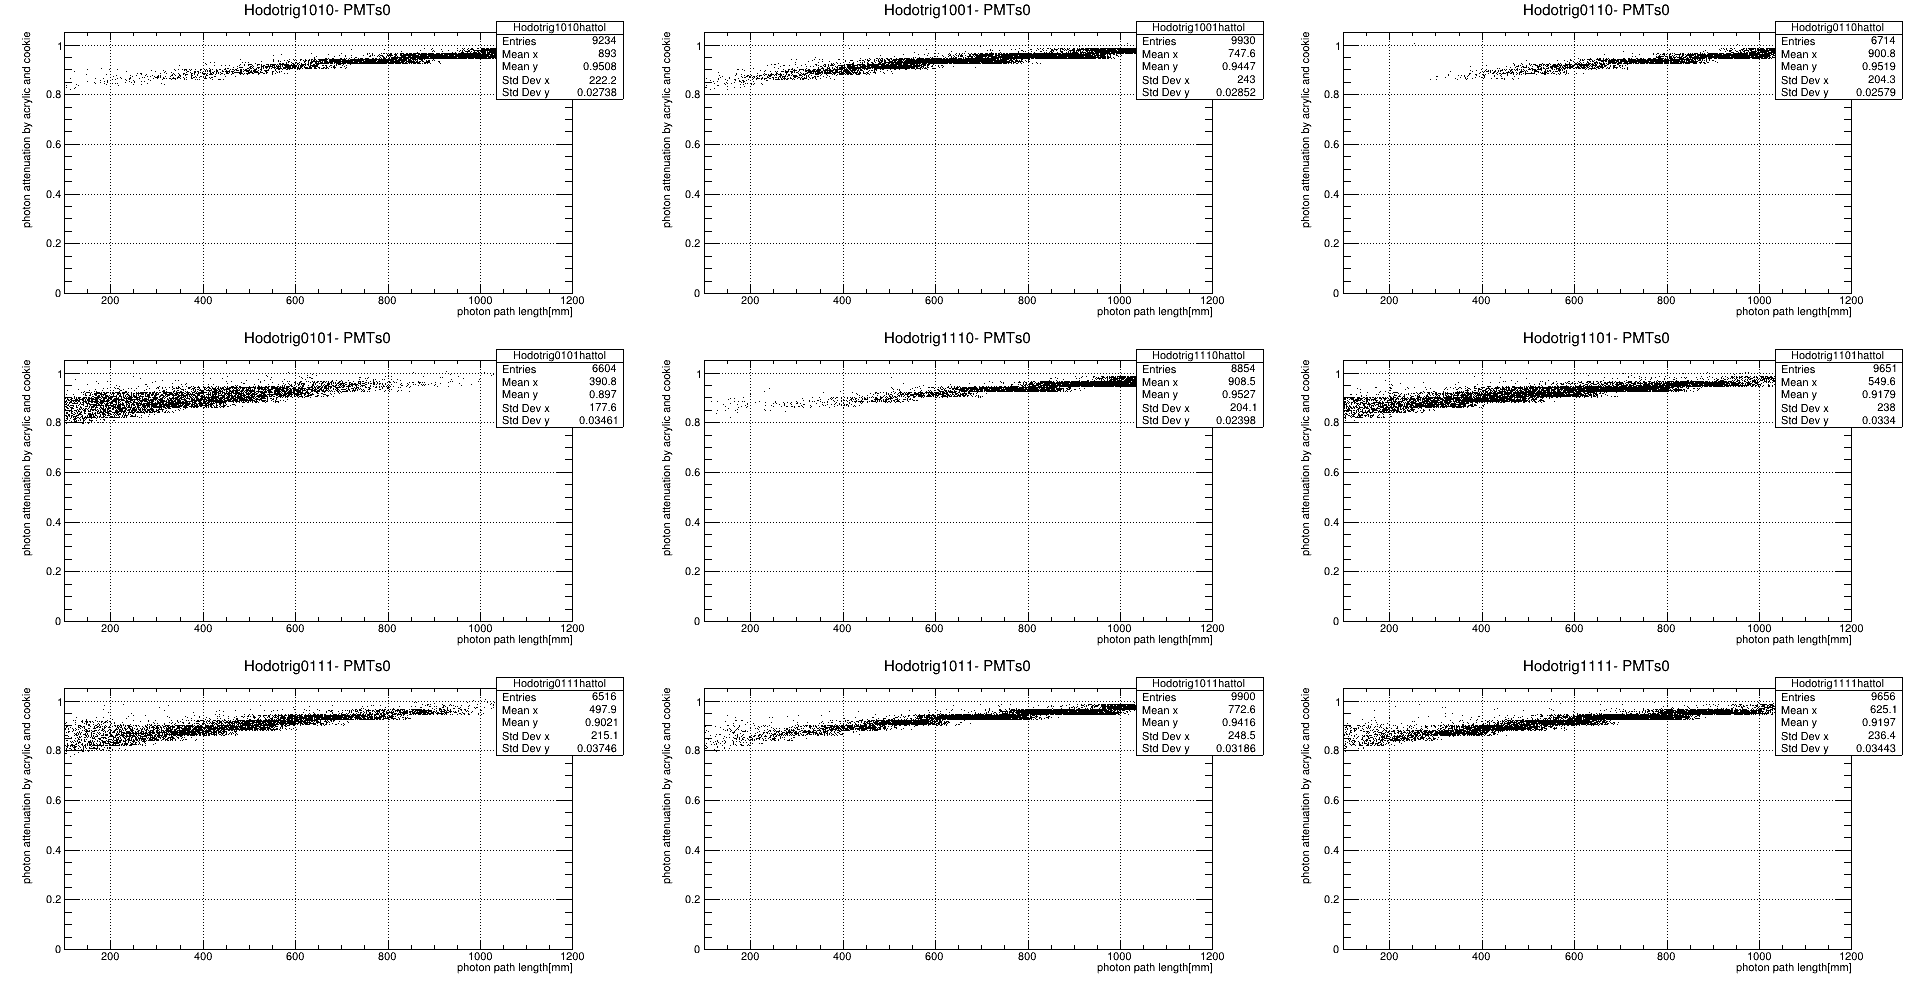 Hodotrig1010- PMTs0
Hodotrig1010hattol
Entries 9234
Mean x 893
Mean y 0.9508
Std Dev x 222.2
Std Dev y 0.02738
photon attenuation by acrylic and cookie
1
0.8
0.6
0.4
0.2
0
200 400 600 800 1000 1200
photon path length[mm]
Hodotrig1001- PMTs0
Hodotrig1001hattol
Entries 9930
Mean x 747.6
Mean y 0.9447
Std Dev x 243
Std Dev y 0.02852
photon attenuation by acrylic and cookie
1
0.8
0.6
0.4
0.2
0
200 400 600 800 1000 1200
photon path length[mm]
Hodotrig0110- PMTs0
Hodotrig0110hattol
Entries 6714
Mean x 900.8
Mean y 0.9519
Std Dev x 204.3
Std Dev y 0.02579
photon attenuation by acrylic and cookie
1
0.8
0.6
0.4
0.2
0
200 400 600 800 1000 1200
photon path length[mm]
Hodotrig0101- PMTs0
Hodotrig0101hattol
Entries 6604
Mean x 390.8
Mean y 0.897
Std Dev x 177.6
Std Dev y 0.03461
photon attenuation by acrylic and cookie
1
0.8
0.6
0.4
0.2
0
200 400 600 800 1000 1200
photon path length[mm]
Hodotrig1110- PMTs0
Hodotrig1110hattol
Entries 8854
Mean x 908.5
Mean y 0.9527
Std Dev x 204.1
Std Dev y 0.02398
photon attenuation by acrylic and cookie
1
0.8
0.6
0.4
0.2
0
200 400 600 800 1000 1200
photon path length[mm]
Hodotrig1101- PMTs0
Hodotrig1101hattol
Entries 9651
Mean x 549.6
Mean y 0.9179
Std Dev x 238
Std Dev y 0.0334
photon attenuation by acrylic and cookie
1
0.8
0.6
0.4
0.2
0
200 400 600 800 1000 1200
photon path length[mm]
Hodotrig0111- PMTs0
Hodotrig0111hattol
Entries 6516
Mean x 497.9
Mean y 0.9021
Std Dev x 215.1
Std Dev y 0.03746
photon attenuation by acrylic and cookie
1
0.8
0.6
0.4
0.2
0
200 400 600 800 1000 1200
photon path length[mm]
Hodotrig1011- PMTs0
Hodotrig1011hattol
Entries 9900
Mean x 772.6
Mean y 0.9416
Std Dev x 248.5
Std Dev y 0.03186
photon attenuation by acrylic and cookie
1
0.8
0.6
0.4
0.2
0
200 400 600 800 1000 1200
photon path length[mm]
Hodotrig1111- PMTs0
Hodotrig1111hattol
Entries 9656
Mean x 625.1
Mean y 0.9197
Std Dev x 236.4
Std Dev y 0.03443
photon attenuation by acrylic and cookie
1
0.8
0.6
0.4
0.2
0
200 400 600 800 1000 1200
photon path length[mm]